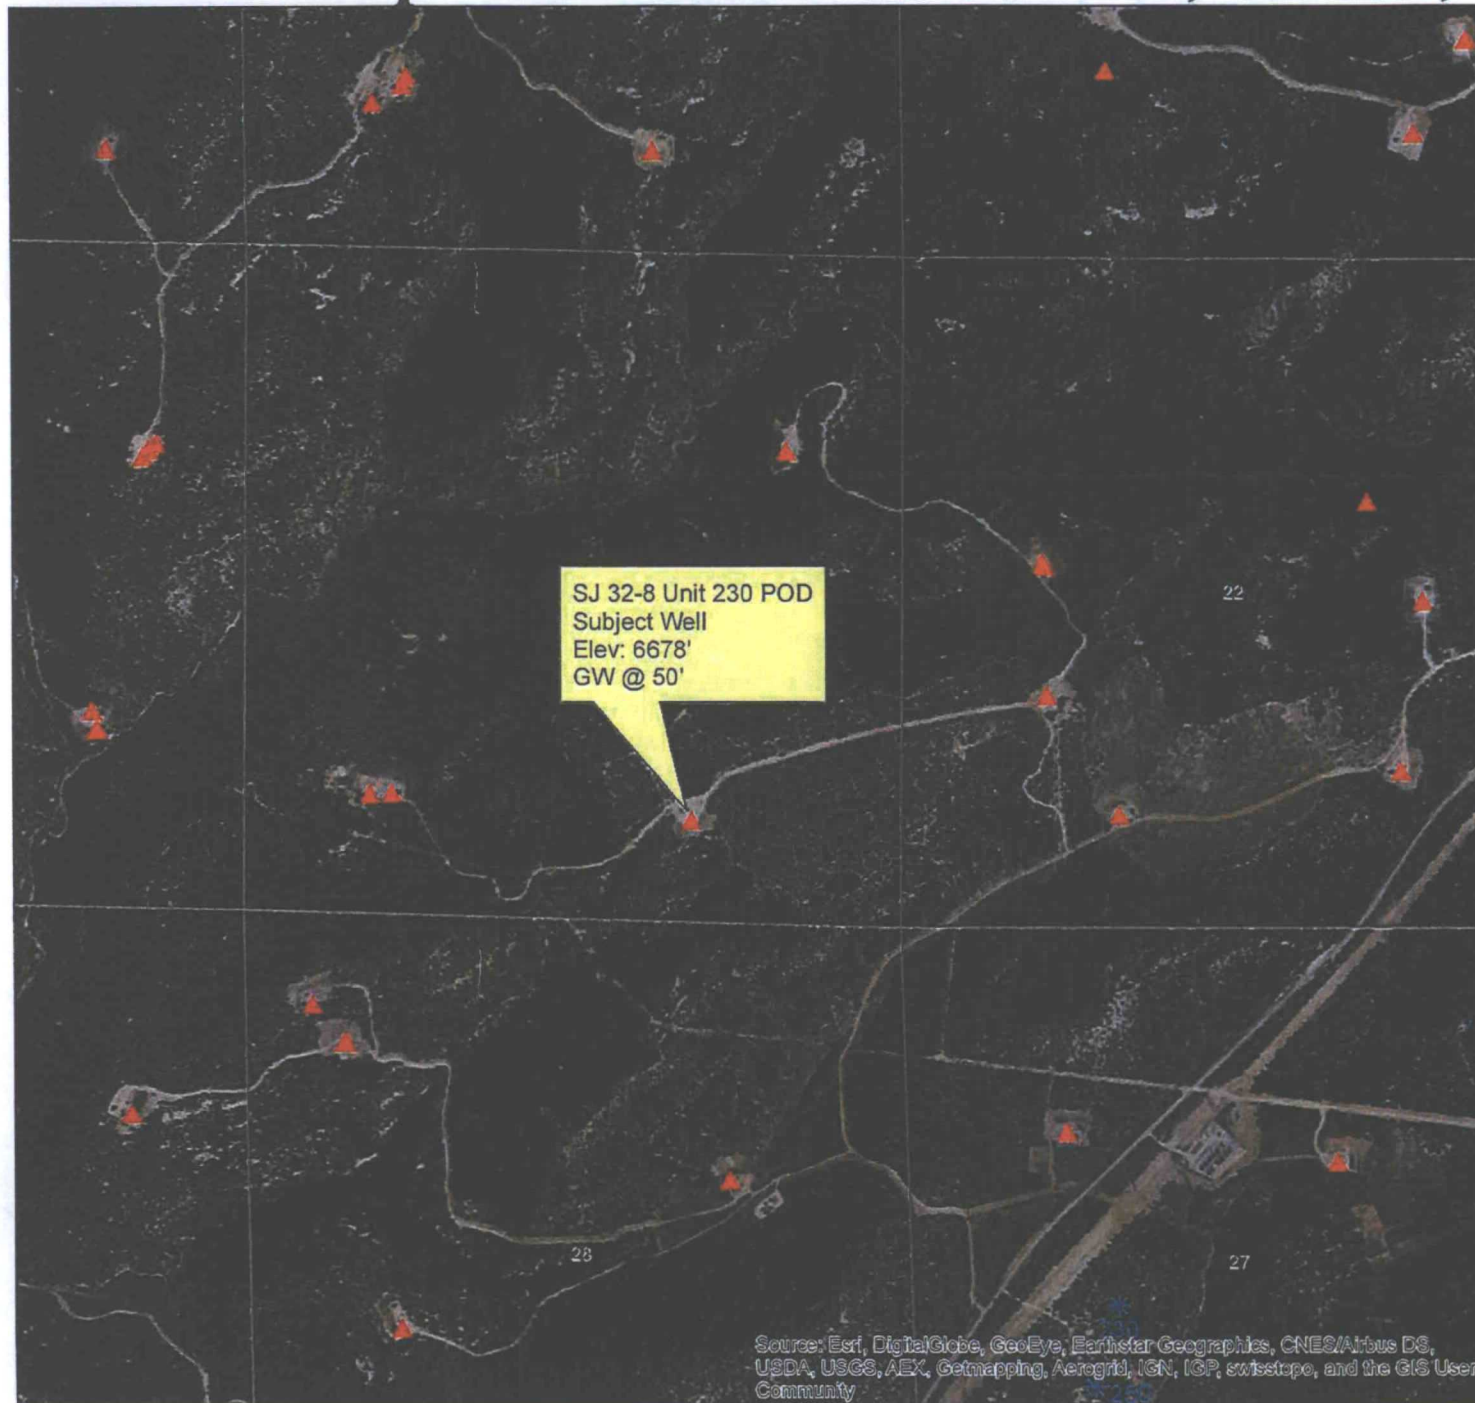 SJ 32-8 Unit 230 POD
Subject Well
Elev: 6678'
GW @ 50'
22
28
27
Source: Esri, DigitalGlobe, GeoEye, Earthstar Geographics, CNES/Airbus DS,
USDA, USGS, AEX, Getmapping, Aerogrid, IGN, IGP, swisstopo, and the GIS User
Community